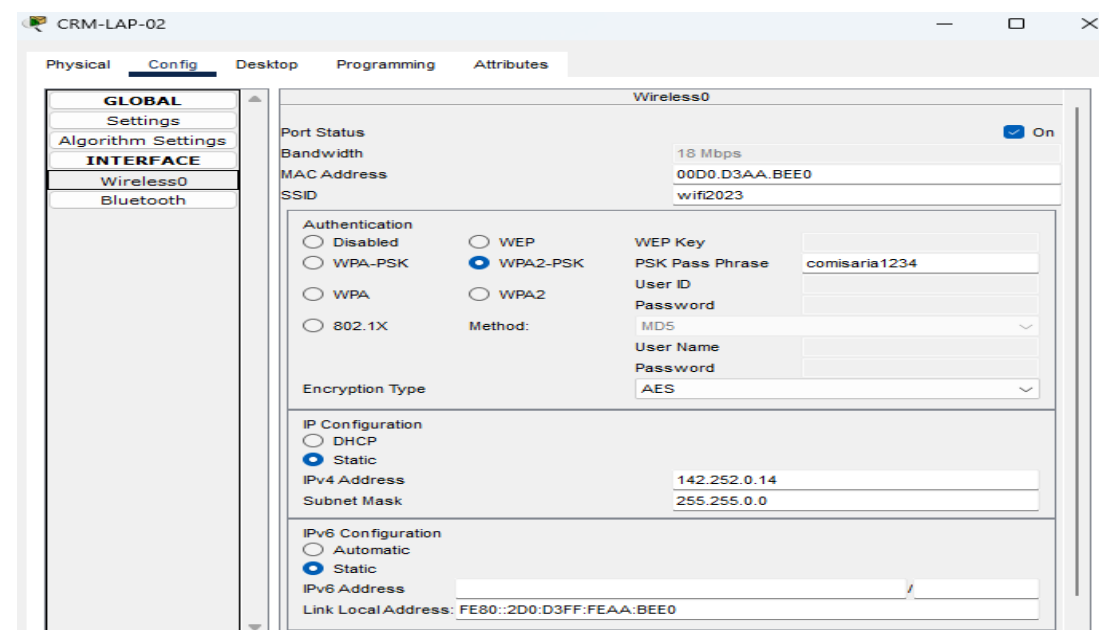 CRM-LAP-02
Physical Config Desktop Programming Attributes
GLOBAL
Settings
Algorithm Settings
INTERFACE
Wireless0
Bluetooth
Wireless0
Port Status On
Bandwidth 18 Mbps
MAC Address 00D0.D3AA.BEE0
SSID wifi2023
Authentication
Disabled WEP WEP Key
WPA-PSK WPA2-PSK PSK Pass Phrase comisaria1234
WPA WPA2 User ID
Password
802.1X Method: MD5
User Name
Password
Encryption Type AES
IP Configuration
DHCP
Static
IPv4 Address 142.252.0.14
Subnet Mask 255.255.0.0
IPv6 Configuration
Automatic
Static
IPv6 Address /
Link Local Address: FE80::2D0:D3FF:FEAA:BEE0